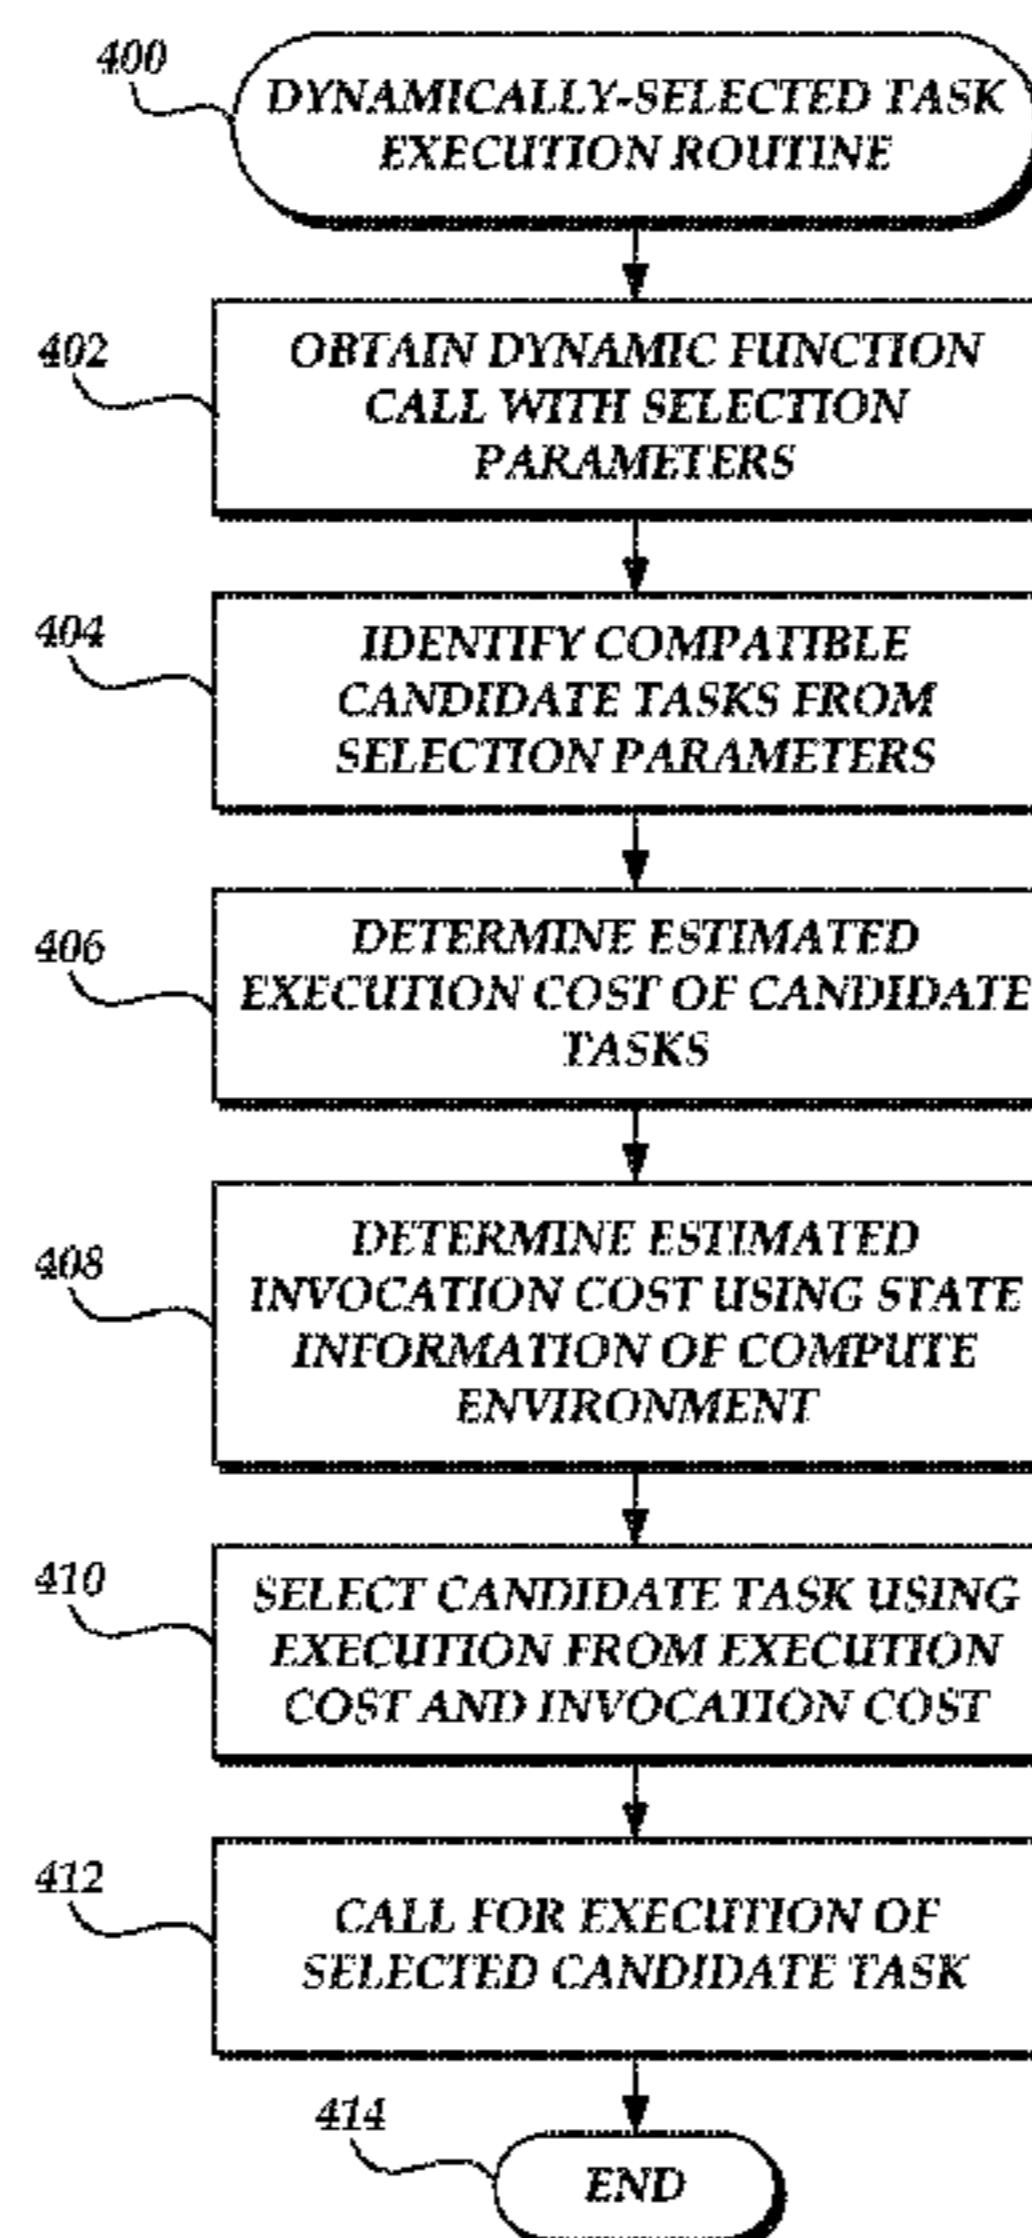 400
DYNAMICALLY-SELECTED TASK
EXECUTION ROUTINE
402
OBTAIN DYNAMIC FUNCTION
CALL WITH SELECTION
PARAMETERS
404
IDENTIFY COMPATIBLE
CANDIDATE TASKS FROM
SELECTION PARAMETERS
406
DETERMINE ESTIMATED
EXECUTION COST OF CANDIDATE
TASKS
408
DETERMINE ESTIMATED
INVOCATION COST USING STATE
INFORMATION OF COMPUTE
ENVIRONMENT
410
SELECT CANDIDATE TASK USING
EXECUTION FROM EXECUTION
COST AND INVOCATION COST
412
CALL FOR EXECUTION OF
SELECTED CANDIDATE TASK
414
END